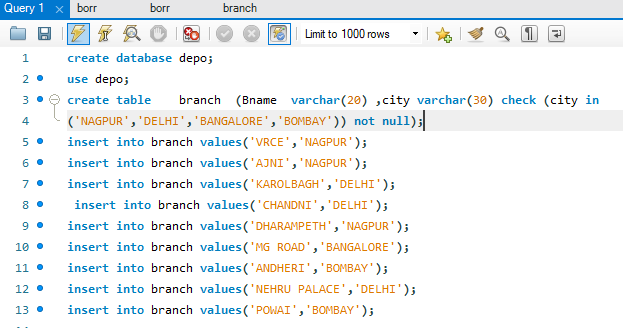 Query 1 borr borr branch
Limit to 1000 rows
1 create database depo;
2 use depo;
3 create table branch (Bname varchar(20) ,city varchar(30) check (city in
4 ('NAGPUR','DELHI','BANGALORE','BOMBAY')) not null);
5 insert into branch values('VRCE','NAGPUR');
6 insert into branch values('AJNI','NAGPUR');
7 insert into branch values('KAROLBAGH','DELHI');
8 insert into branch values('CHANDNI','DELHI');
9 insert into branch values('DHARAMPETH','NAGPUR');
10 insert into branch values('MG ROAD','BANGALORE');
11 insert into branch values('ANDHERI','BOMBAY');
12 insert into branch values('NEHRU PALACE','DELHI');
13 insert into branch values('POWAI','BOMBAY');